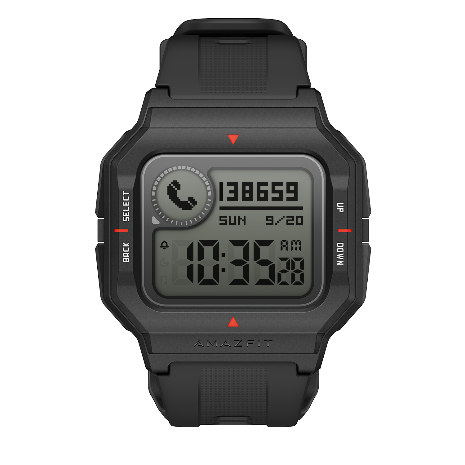 SELECT
BACK
UP
DOWN
138659
SUN 9/20
AM
10:35 28
AMAZFIT